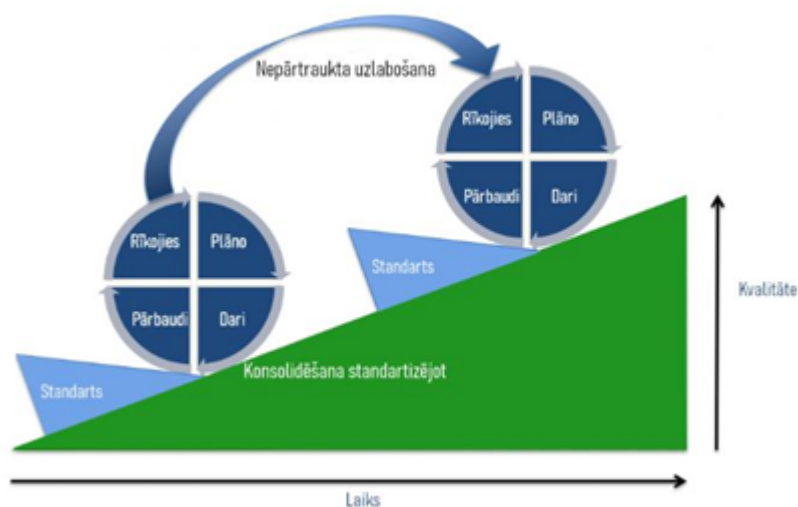 Nepārtraukta uzlabošana
Rīkojies
Plāno
Pārbaudi
Dari
Rīkojies
Plāno
Pārbaudi
Dari
Standarts
Standarts
Konsolidēšana standartizējot
Kvalitāte
Laiks